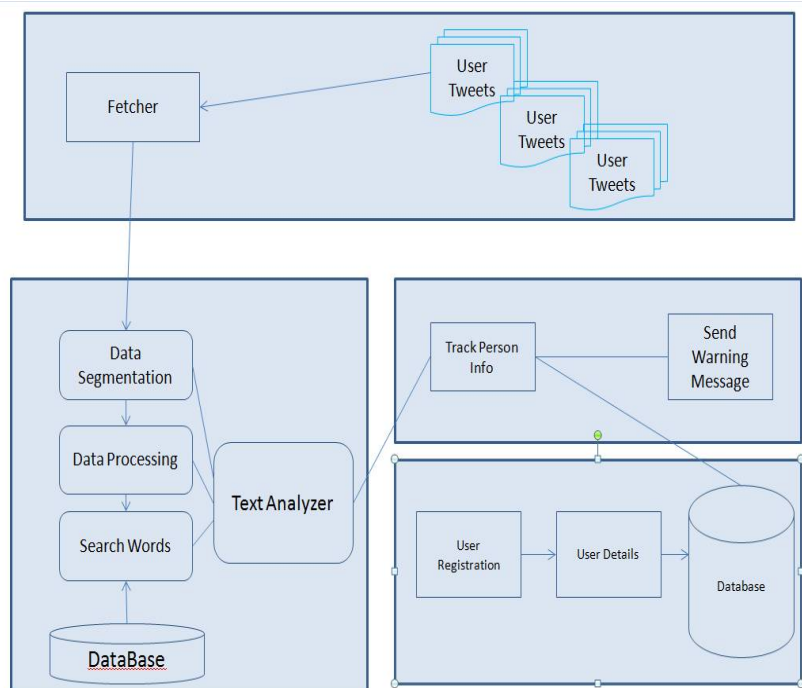 User
Tweets
Fetcher
User
Tweets
User
Tweets
Data
Segmentation
Data Processing
Search Words
DataBase
Text Analyzer
Track Person
Info
Send
Warning
Message
User
Registration
User Details
Database